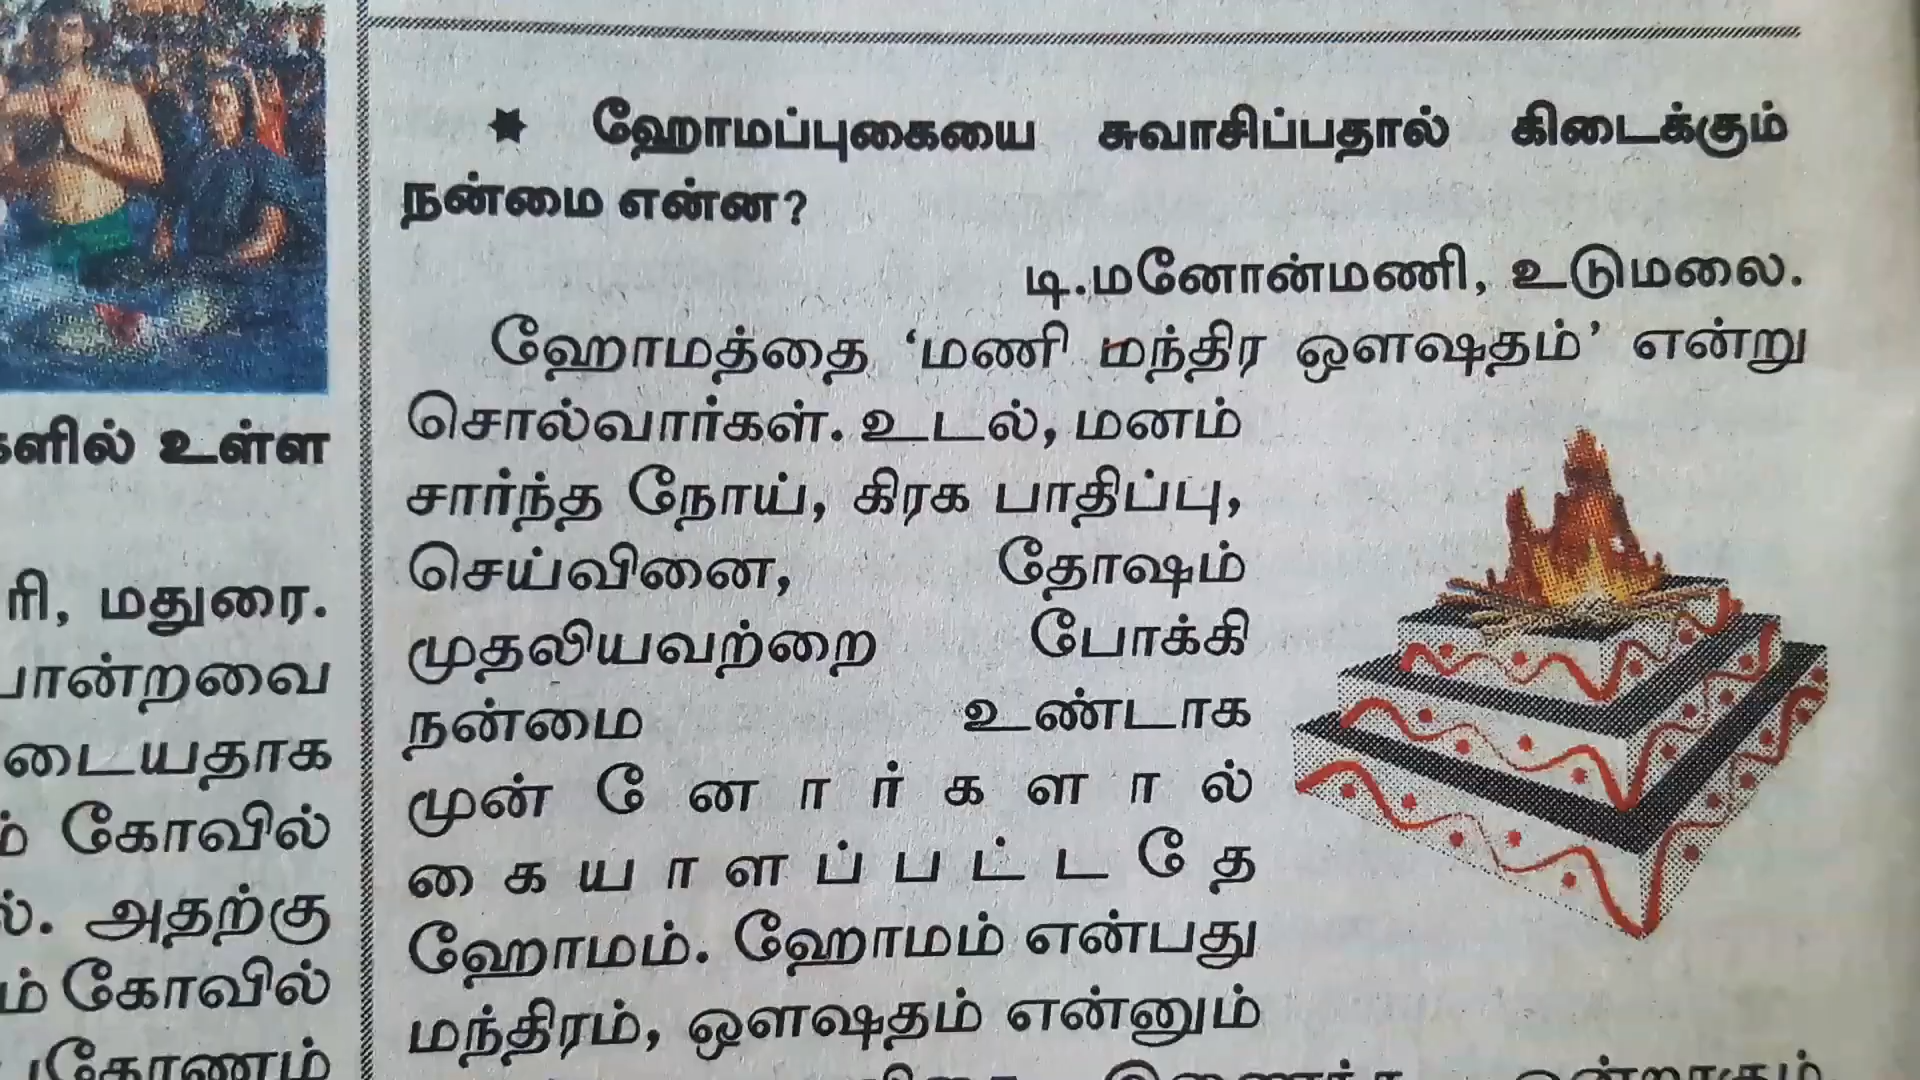 களில் உள்ள
ரி, மதுரை.
பான்றவை
டையதாக
ம் கோவில்
ல். அதற்கு
ம் கோவில்
★ ஹோமப்புகையை சுவாசிப்பதால் கிடைக்கும்
நன்மை என்ன?
டி.மனோன்மணி, உடுமலை.
ஹோமத்தை ‘மணி மந்திர ஔஷதம்’ என்று
சொல்வார்கள். உடல், மனம்
சார்ந்த நோய், கிரக பாதிப்பு,
செய்வினை, தோஷம்
முதலியவற்றை போக்கி
நன்மை உண்டாக
முன்னோர்களால்
கையாளப்பட்டதே
ஹோமம். ஹோமம் என்பது
மந்திரம், ஔஷதம் என்னும்